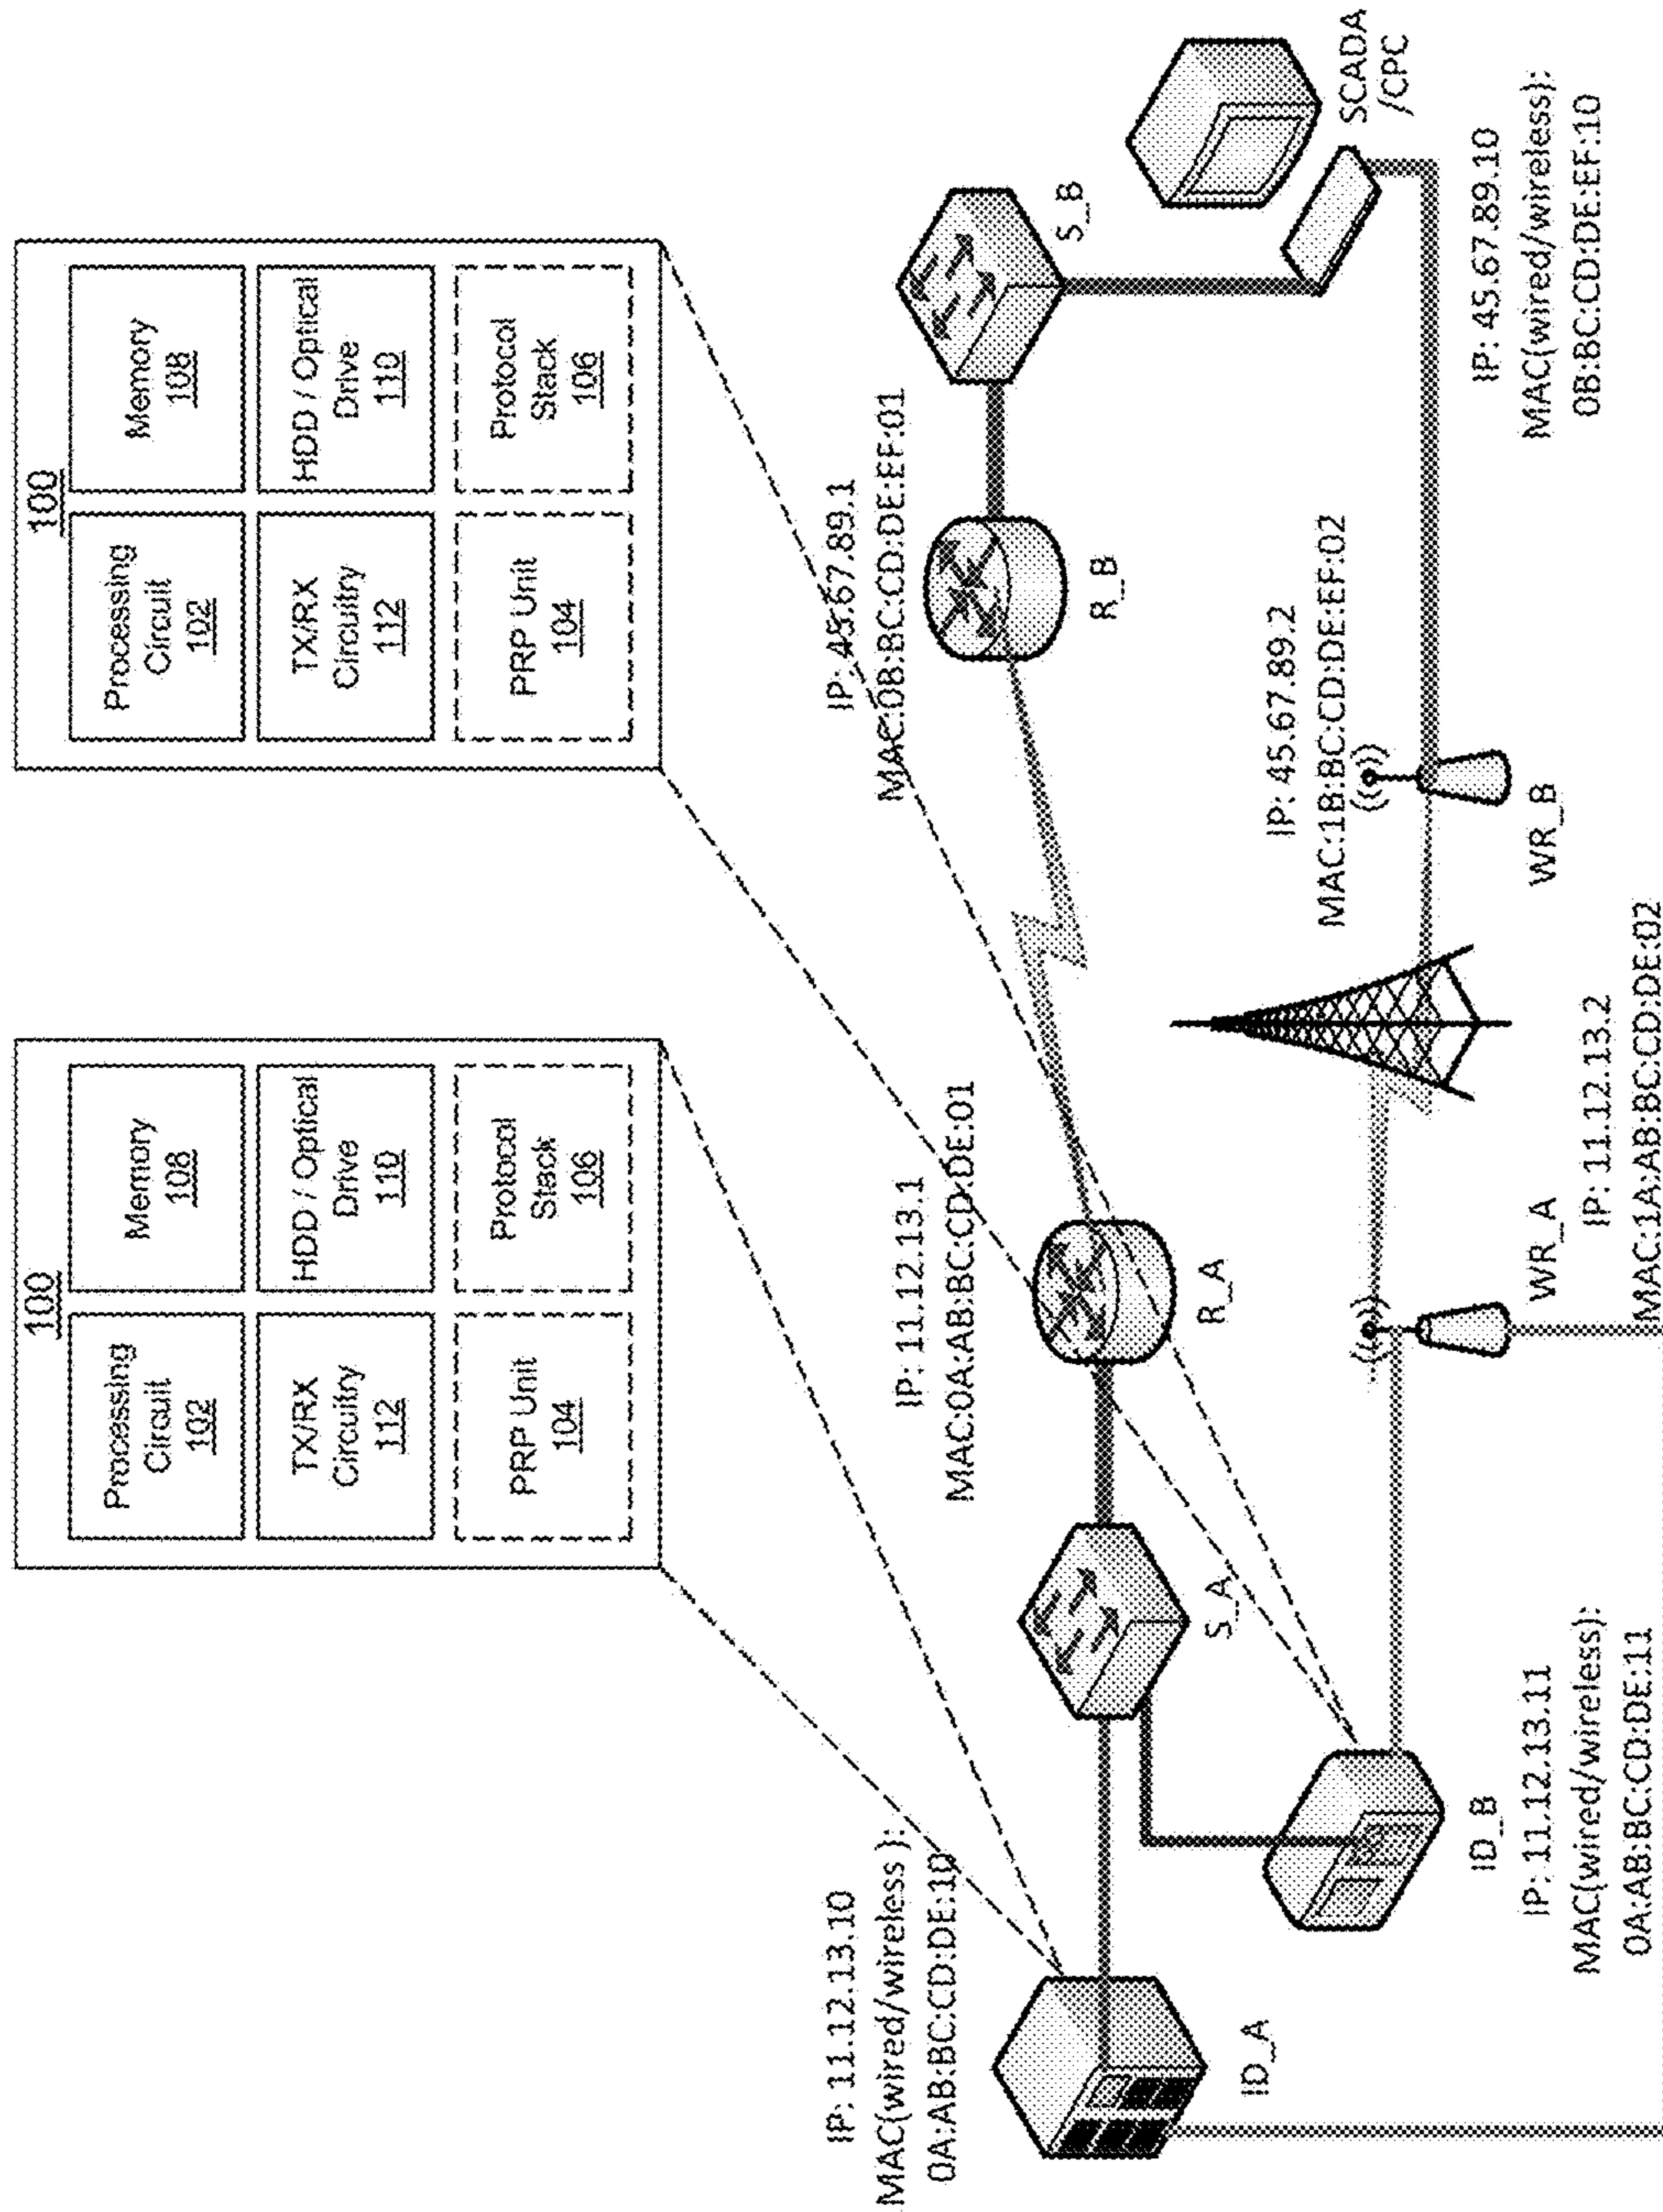 100
Processing
Circuit
102
Memory
108
TX/RX
Circuitry
112
HDD / Optical
Drive
110
PRP Unit
104
Protocol
Stack
106
100
Processing
Circuit
102
Memory
108
TX/RX
Circuitry
112
HDD / Optical
Drive
110
PRP Unit
104
Protocol
Stack
106
IP: 11.12.13.10
MAC(wired/wireless ):
0A:AB:BC:CD:DE:10
ID_A
S_A
IP: 11.12.13.1
MAC:0A:AB:BC:CD:DE:01
R_A
IP: 45.67.89.1
MAC:0B:BC:CD:DE:EF:01
R_B
S_B
SCADA
/CPC
IP: 45.67.89.10
MAC(wired/wireless):
0B:BC:CD:DE:EF:10
IP: 45.67.89.2
MAC:1B:BC:CD:DE:EF:02
WR_B
WR_A
IP: 11.12.13.2
MAC:1A:AB:BC:CD:DE:02
ID_B
IP: 11.12.13.11
MAC(wired/wireless):
0A:AB:BC:CD:DE:11